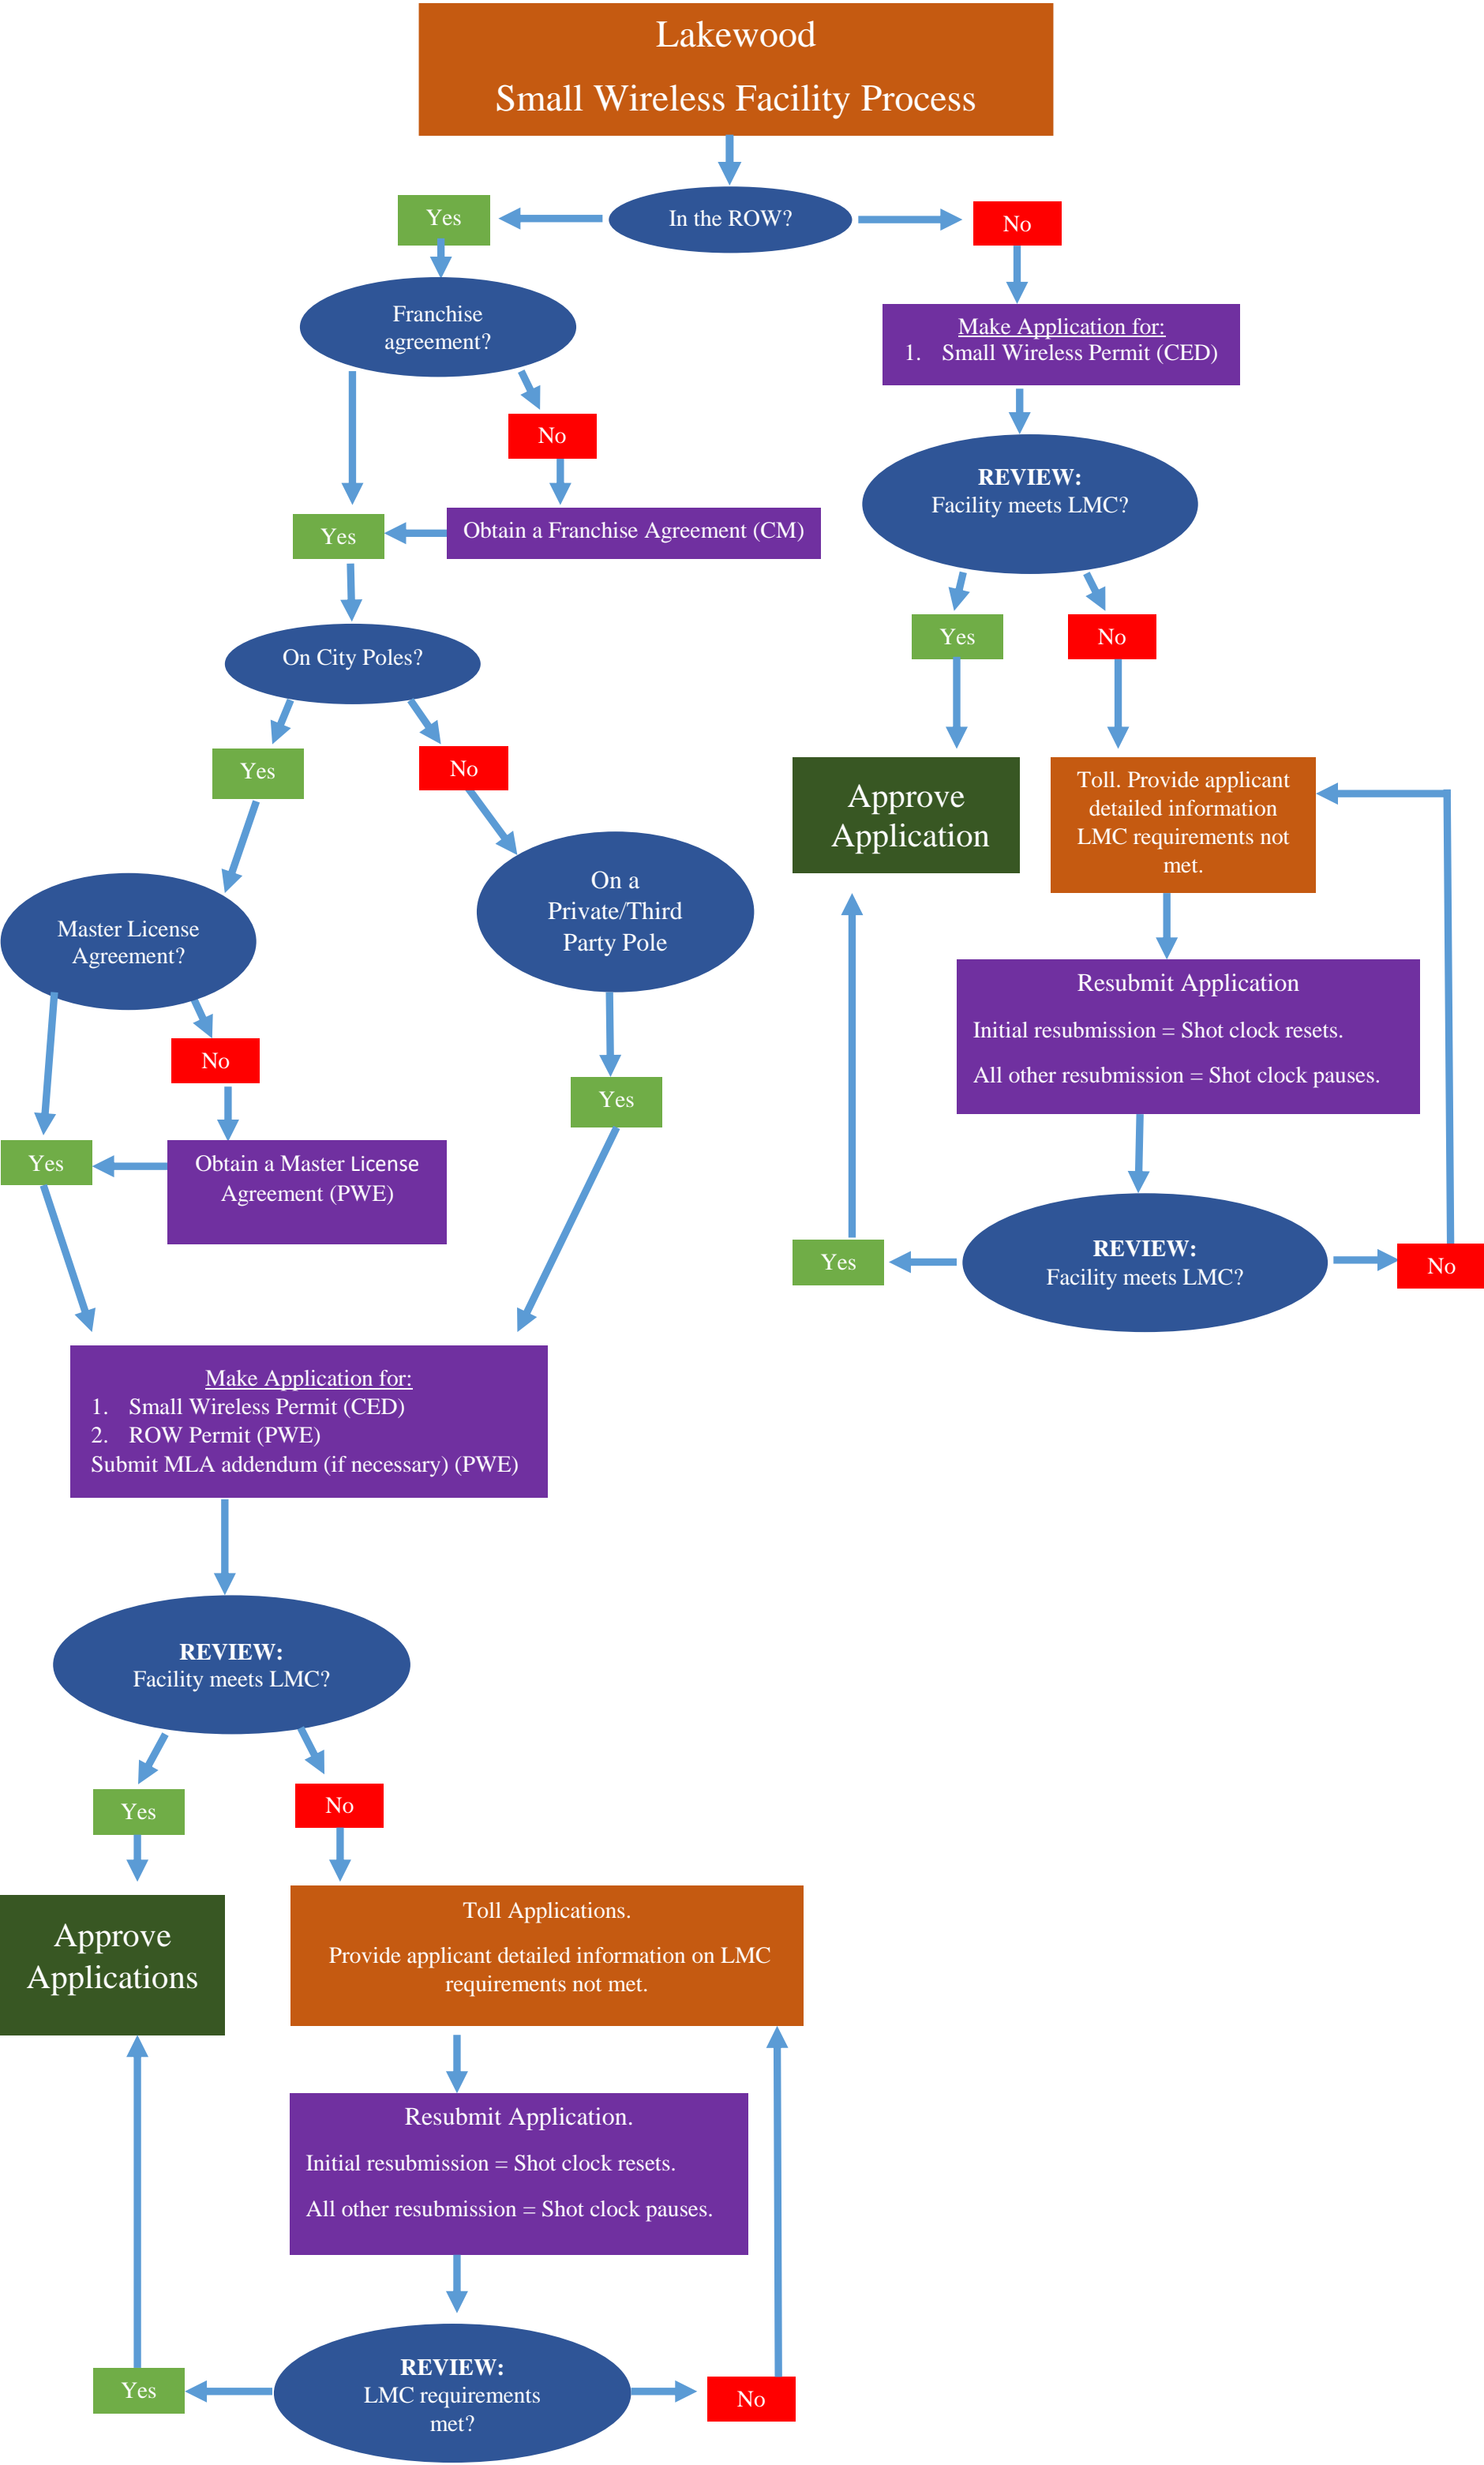 Lakewood
Small Wireless Facility Process
In the ROW?
Yes
No
Franchise
agreement?
No
Obtain a Franchise Agreement (CM)
Yes
On City Poles?
Yes
No
Master License
Agreement?
No
Obtain a Master License
Agreement (PWE)
Yes
On a
Private/Third
Party Pole
Yes
Make Application for:
1. Small Wireless Permit (CED)
2. ROW Permit (PWE)
Submit MLA addendum (if necessary) (PWE)
REVIEW:
Facility meets LMC?
Yes
No
Approve
Applications
Toll Applications.
Provide applicant detailed information on LMC
requirements not met.
Resubmit Application.
Initial resubmission = Shot clock resets.
All other resubmission = Shot clock pauses.
REVIEW:
LMC requirements
met?
Yes
No
Make Application for:
1. Small Wireless Permit (CED)
REVIEW:
Facility meets LMC?
Yes
No
Approve
Application
Toll. Provide applicant
detailed information
LMC requirements not
met.
Resubmit Application
Initial resubmission = Shot clock resets.
All other resubmission = Shot clock pauses.
REVIEW:
Facility meets LMC?
Yes
No